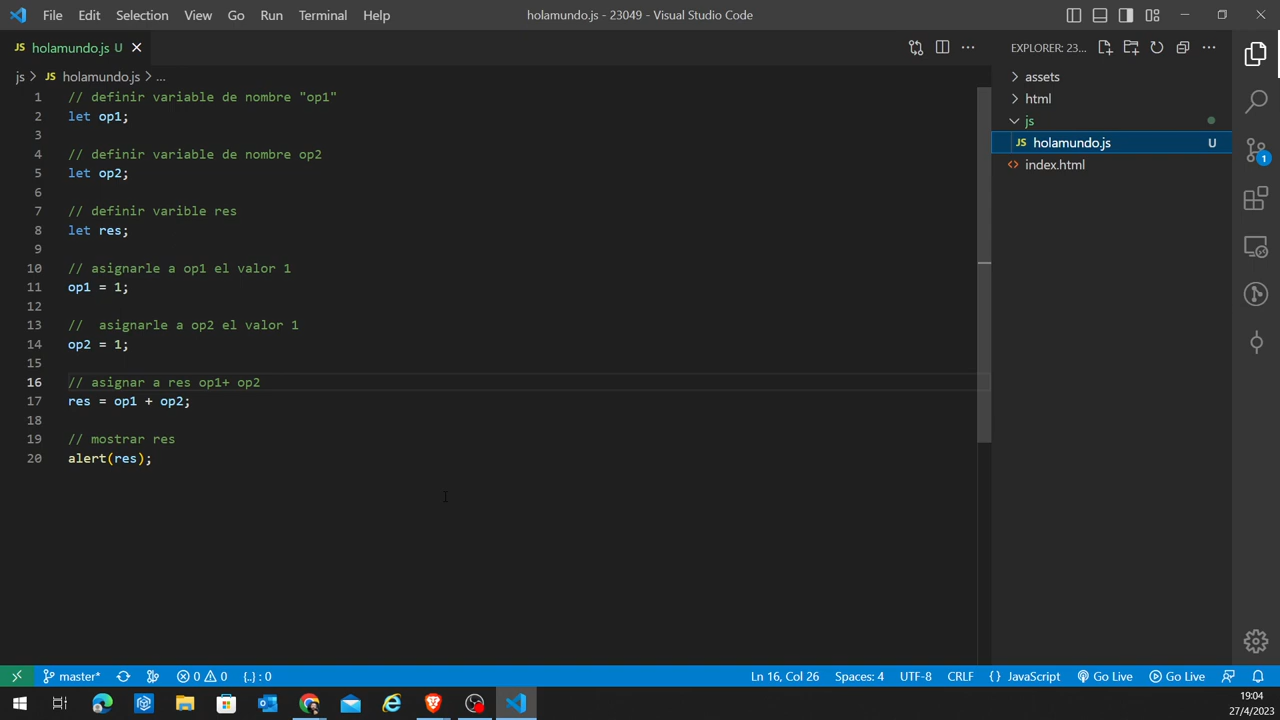 File Edit Selection View Go Run Terminal Help
holamundo.js - 23049 - Visual Studio Code
JS holamundo.js U
EXPLORER: 23...
js > JS holamundo.js > ...
1 // definir variable de nombre "op1"
2 let op1;
3
4 // definir variable de nombre op2
5 let op2;
6
7 // definir varible res
8 let res;
9
10 // asignarle a op1 el valor 1
11 op1 = 1;
12
13 //  asignarle a op2 el valor 1
14 op2 = 1;
15
16 // asignar a res op1+ op2
17 res = op1 + op2;
18
19 // mostrar res
20 alert(res);
assets
html
js
JS holamundo.js U
index.html
1
master* 0 0 {..} : 0
Ln 16, Col 26 Spaces: 4 UTF-8 CRLF {} JavaScript Go Live Go Live
19:04
27/4/2023